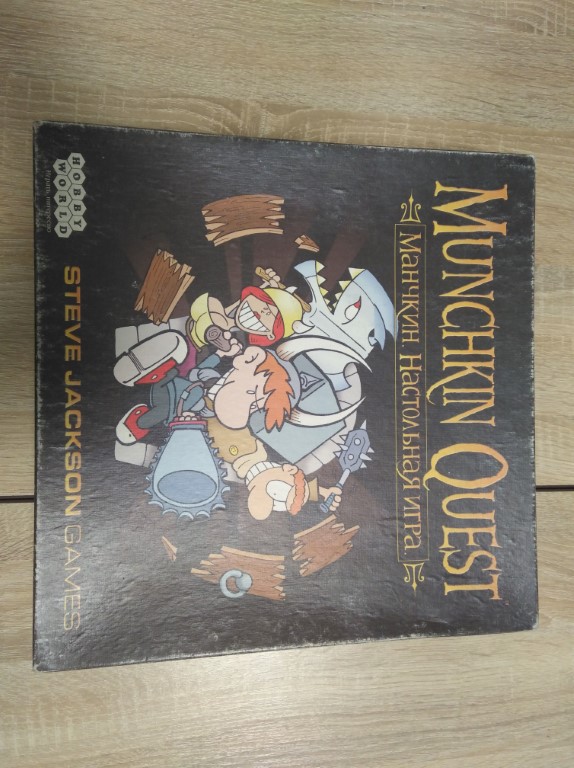 MUNCHKIN QUEST
МАНЧКИН НАСТОЛЬНАЯ ИГРА
HOBBY
WORLD
STEVE JACKSON GAMES